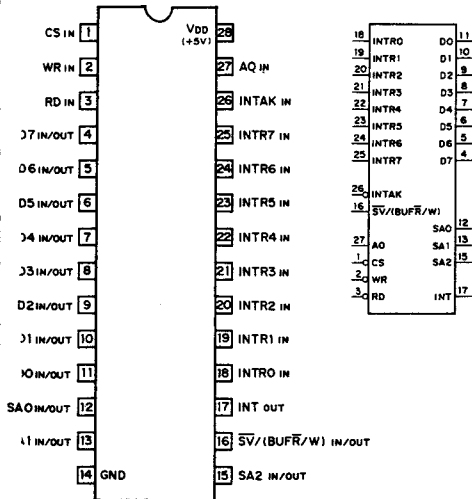 CS IN 1
WR IN 2
RD IN 3
7 IN/OUT 4
D6 IN/OUT 5
D5 IN/OUT 6
4 IN/OUT 7
3 IN/OUT 8
D2 IN/OUT 9
1 IN/OUT 10
0 IN/OUT 11
SA0 IN/OUT 12
1 IN/OUT 13
14 GND
VDD 28
(+5V)
27 AQ IN
26 INTAK IN
25 INTR7 IN
24 INTR6 IN
23 INTR5 IN
22 INTR4 IN
21 INTR3 IN
20 INTR2 IN
19 INTR1 IN
18 INTR0 IN
17 INT OUT
16 S̅V̅/(BUFR̅/W) IN/OUT
15 SA2 IN/OUT
18 INTR0 D0 11
19 INTR1 D1 10
20 INTR2 D2 9
21 INTR3 D3 8
22 INTR4 D4 7
23 INTR5 D5 6
24 INTR6 D6 5
25 INTR7 D7 4
26 INTAK
16 S̅V̅/(BUFR̅/W)
SA0 12
27 A0 SA1 13
1 CS SA2 15
2 WR
3 RD INT 17